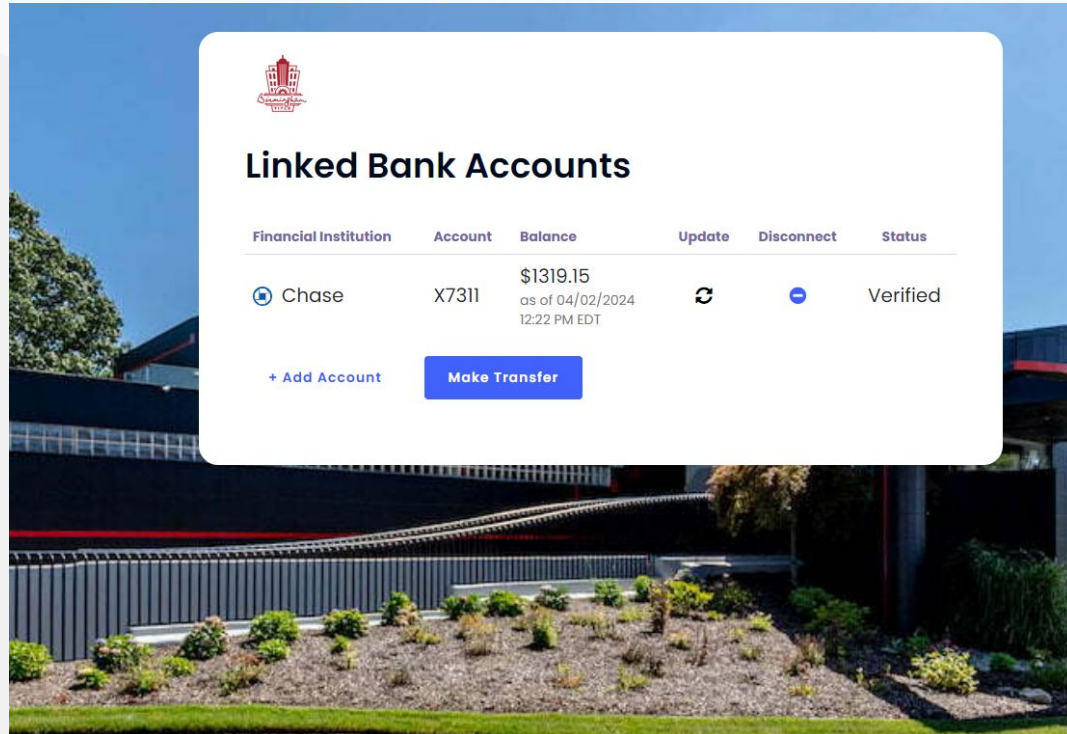 Birmingham
Linked Bank Accounts
Financial Institution Account Balance Update Disconnect Status
Chase X7311 $1319.15 Verified
as of 04/02/2024
12:22 PM EDT
+ Add Account Make Transfer